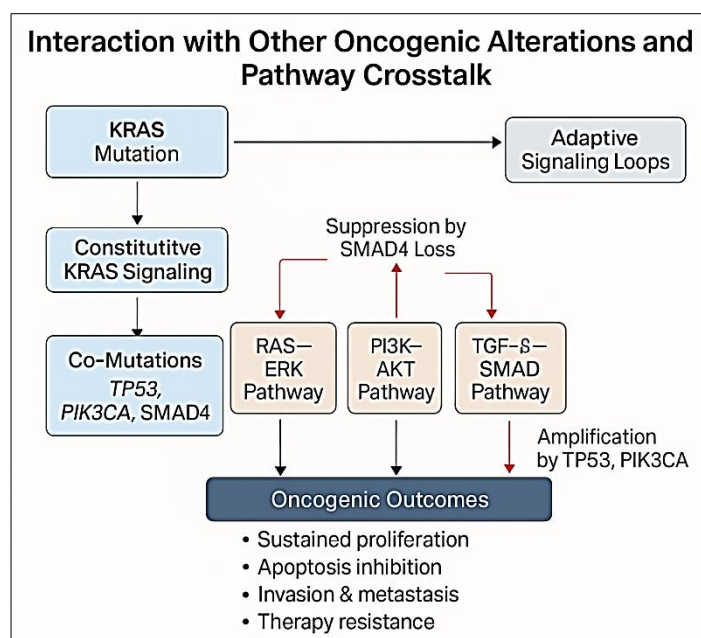 Interaction with Other Oncogenic Alterations and
Pathway Crosstalk
KRAS
Mutation
Adaptive
Signaling Loops
Constitutitve
KRAS Signaling
Suppression by
SMAD4 Loss
Co-Mutations
TP53,
PIK3CA, SMAD4
RAS—
ERK
Pathway
PI3K–
AKT
Pathway
TGF-ß—
SMAD
Pathway
Amplification
by TP53, PIK3CA
Oncogenic Outcomes
• Sustained proliferation
• Apoptosis inhibition
• Invasion & metastasis
• Therapy resistance